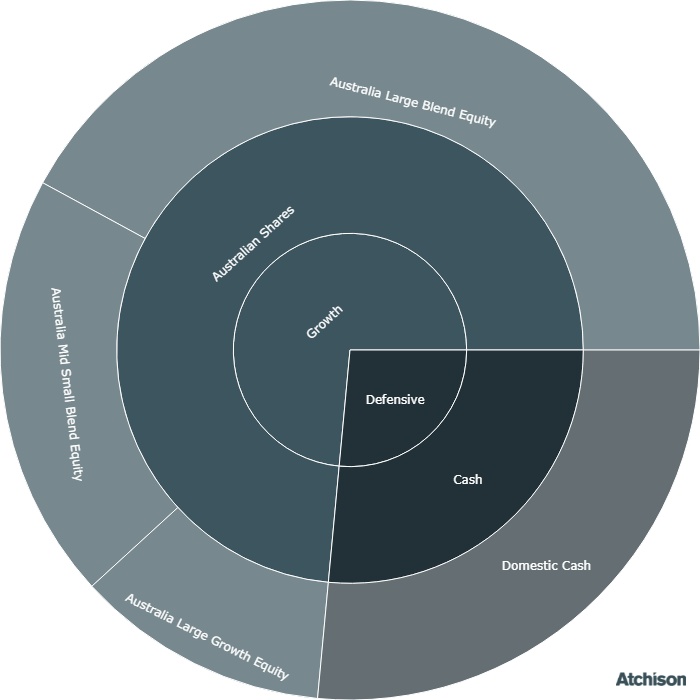 Australia Large Blend Equity
Australian Shares
Growth
Australia Mid Small Blend Equity
Defensive
Cash
Domestic Cash
Australia Large Growth Equity
Atchison